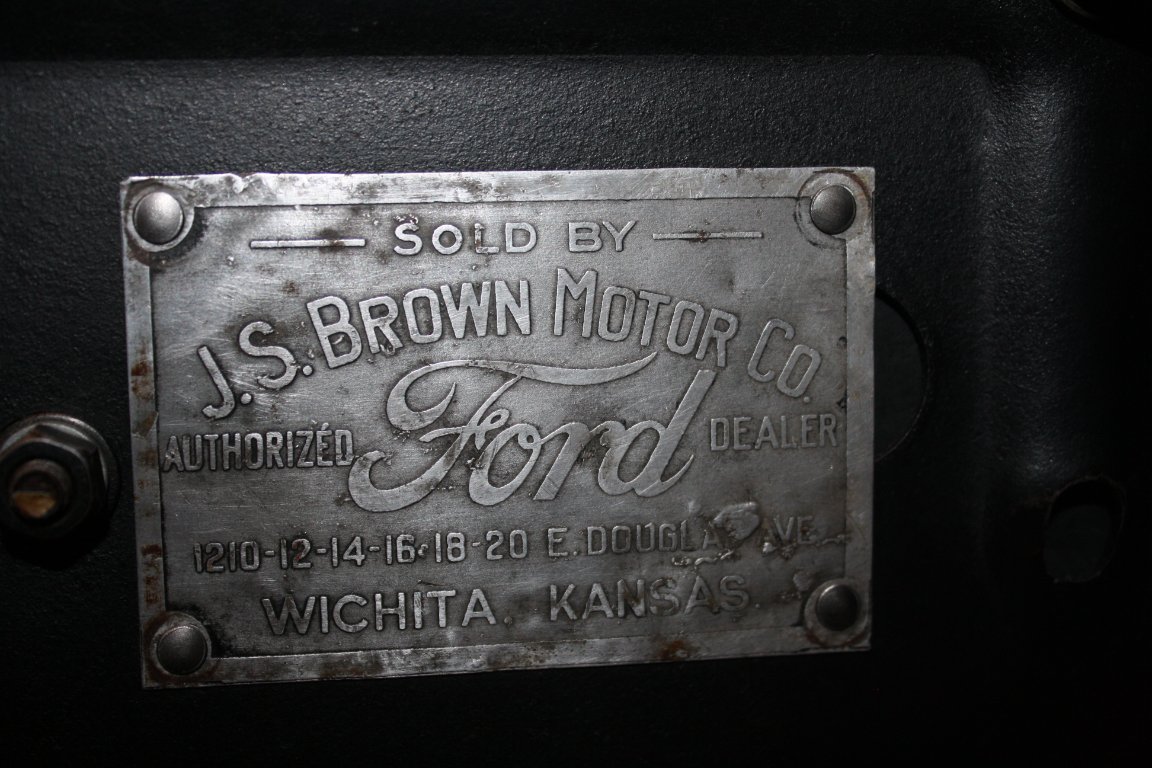 SOLD BY
J.S. BROWN MOTOR CO.
AUTHORIZED Ford DEALER
1210-12-14-16-18-20 E. DOUGLAS AVE.
WICHITA, KANSAS